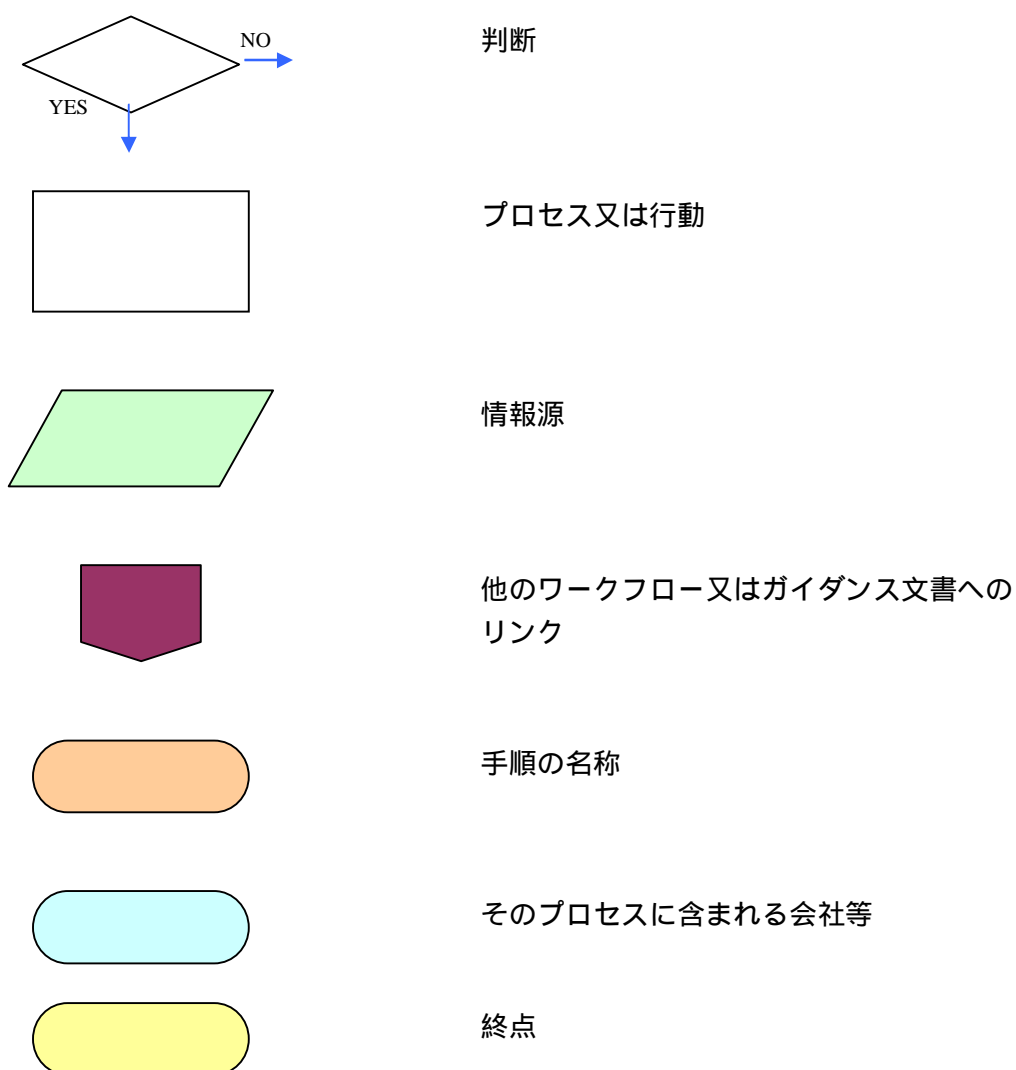 NO
判断
YES
プロセス又は行動
情報源
他のワークフロー又はガイダンス文書への
リンク
手順の名称
そのプロセスに含まれる会社等
終点